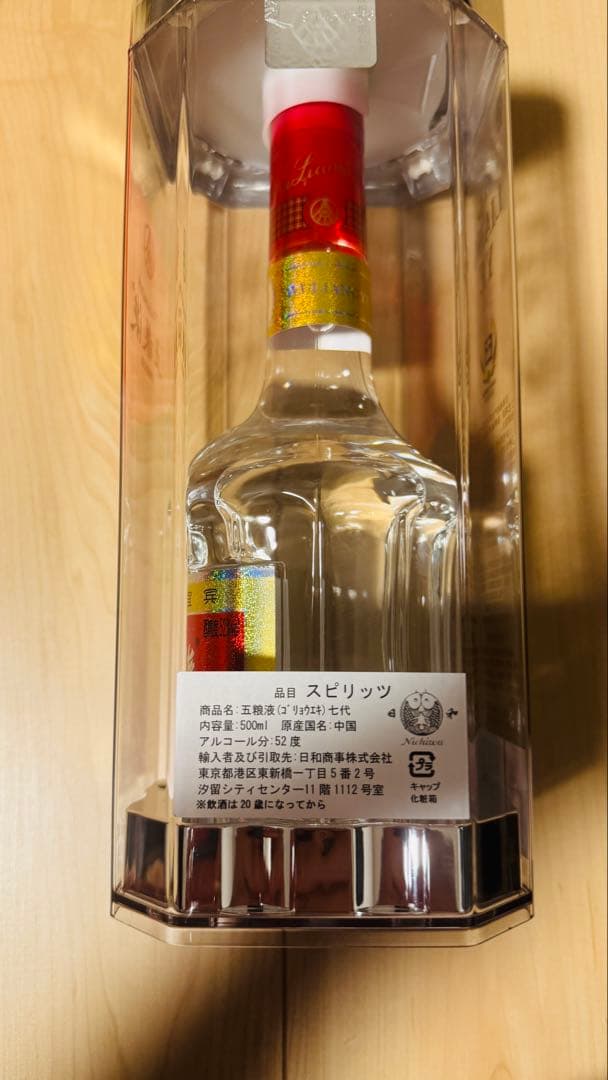 Liang
WULIANG
宾
品目 スピリッツ
商品名:五粮液(ゴリョウエキ)七代
内容量:500ml 原産国名:中国
アルコール分:52度
輸入者及び引取先:日和商事株式会社
東京都港区東新橋一丁目5番2号
汐留シティセンター11階1112号室
※飲酒は20歳になってから
Nichiwa
プラ
キャップ
化粧箱